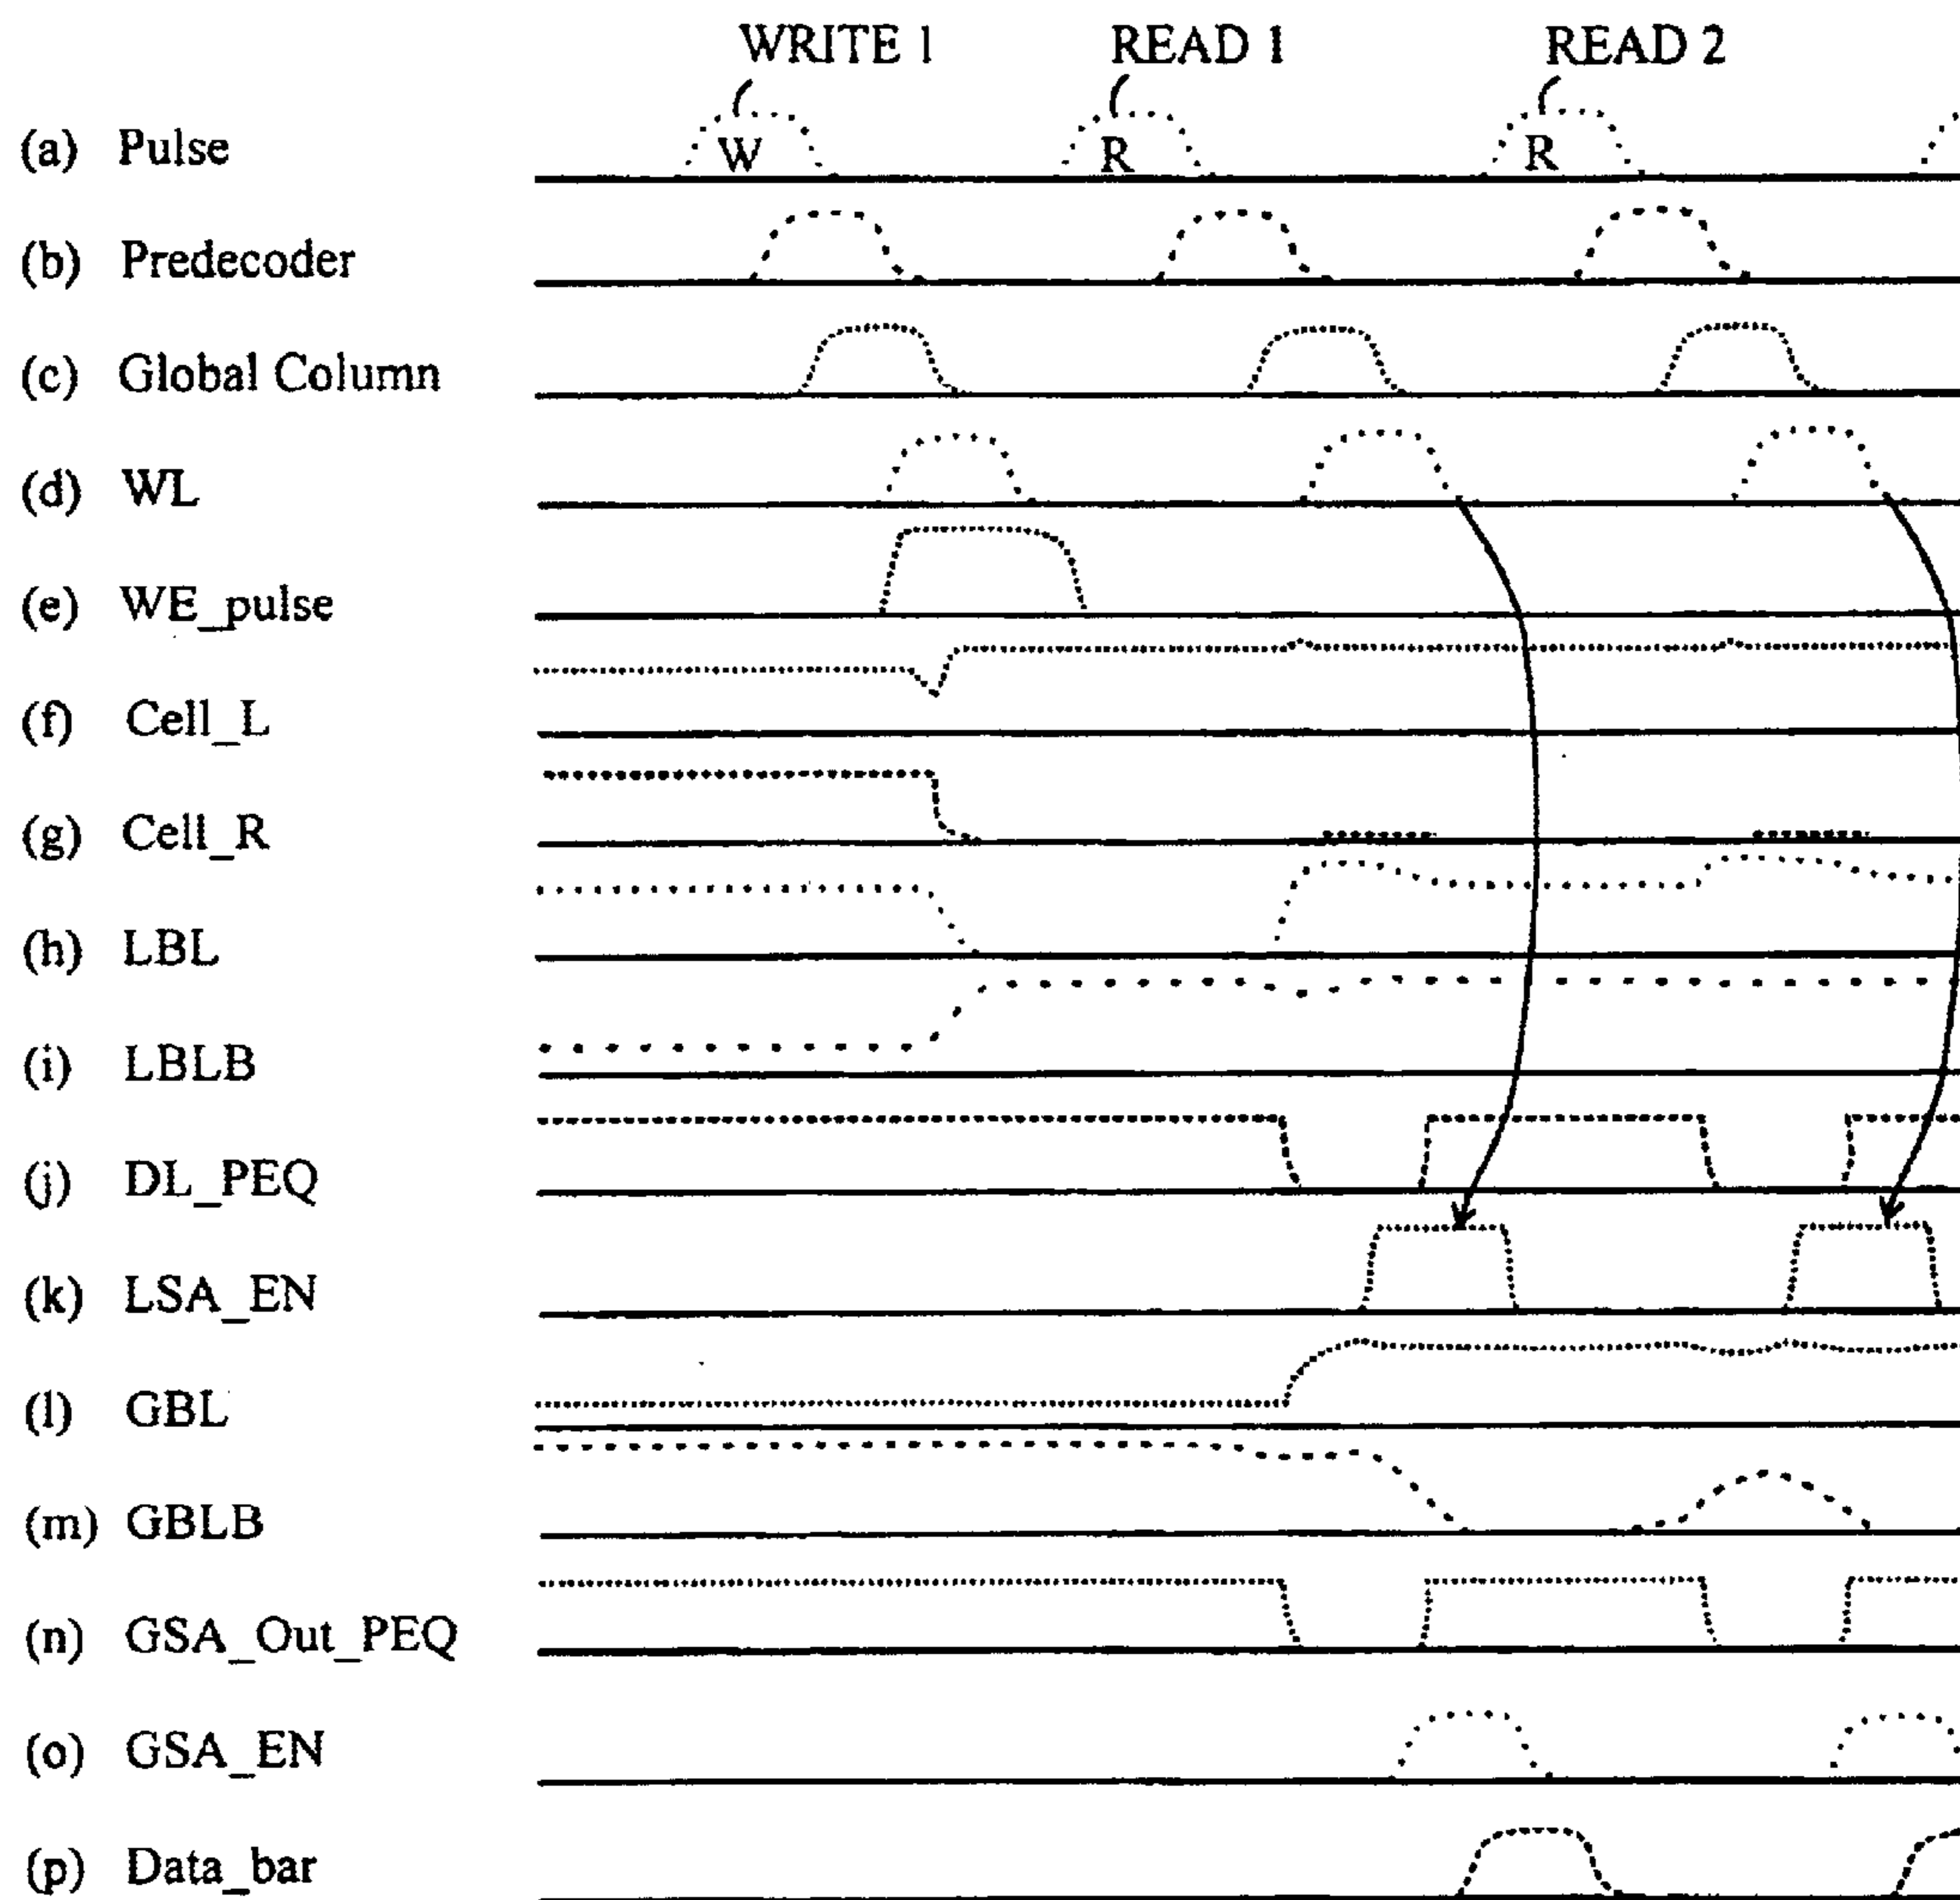 WRITE 1 READ 1 READ 2
(a) Pulse W R R
(b) Predecoder
(c) Global Column
(d) WL
(e) WE_pulse
(f) Cell_L
(g) Cell_R
(h) LBL
(i) LBLB
(j) DL_PEQ
(k) LSA_EN
(l) GBL
(m) GBLB
(n) GSA_Out_PEQ
(o) GSA_EN
(p) Data_bar